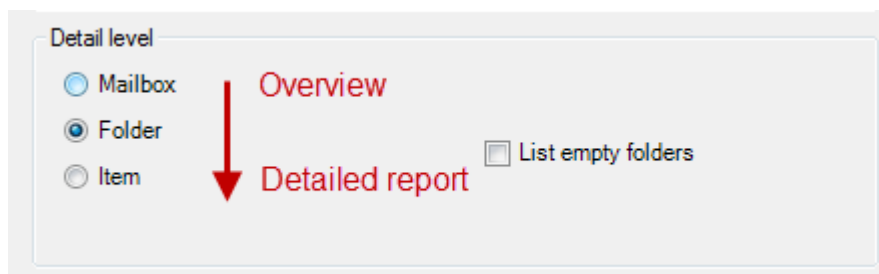 Detail level
Mailbox
Overview
Folder
List empty folders
Item
Detailed report